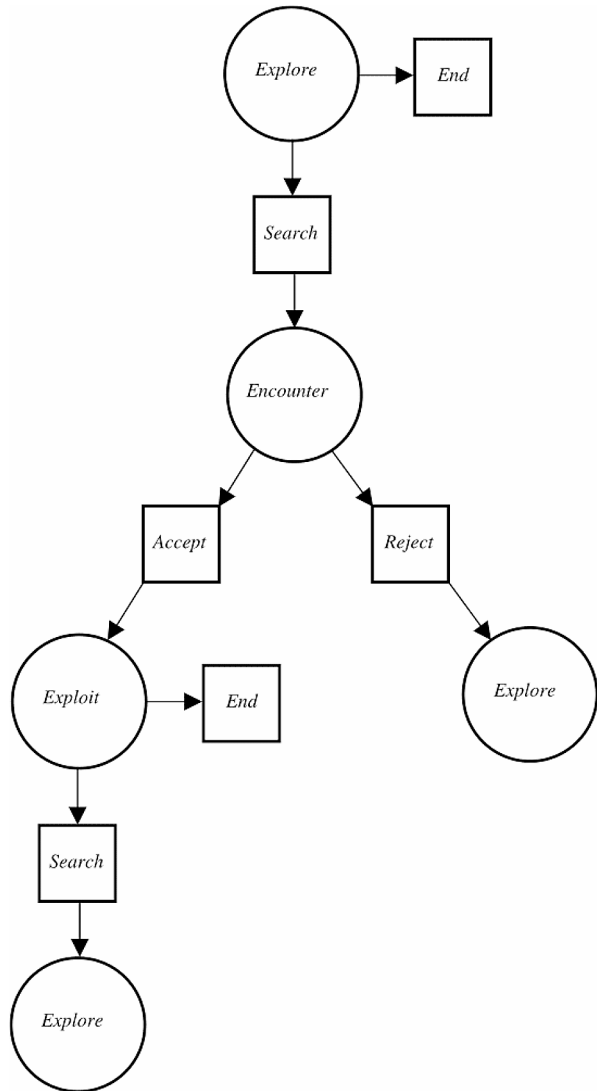 Explore
End
Search
Encounter
Accept
Reject
Exploit
End
Explore
Search
Explore